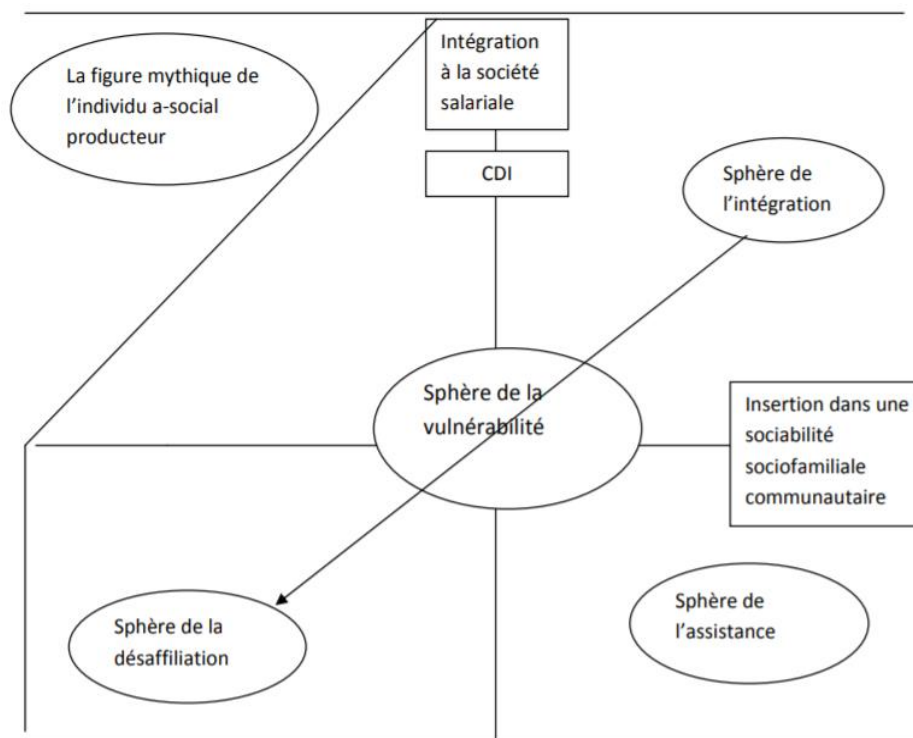 La figure mythique de
l'individu a-social
producteur
Intégration
à la société
salariale
CDI
Sphère de
l'intégration
Sphère de la
vulnérabilité
Insertion dans une
sociabilité
sociofamiliale
communautaire
Sphère de la
désaffiliation
Sphère de
l'assistance